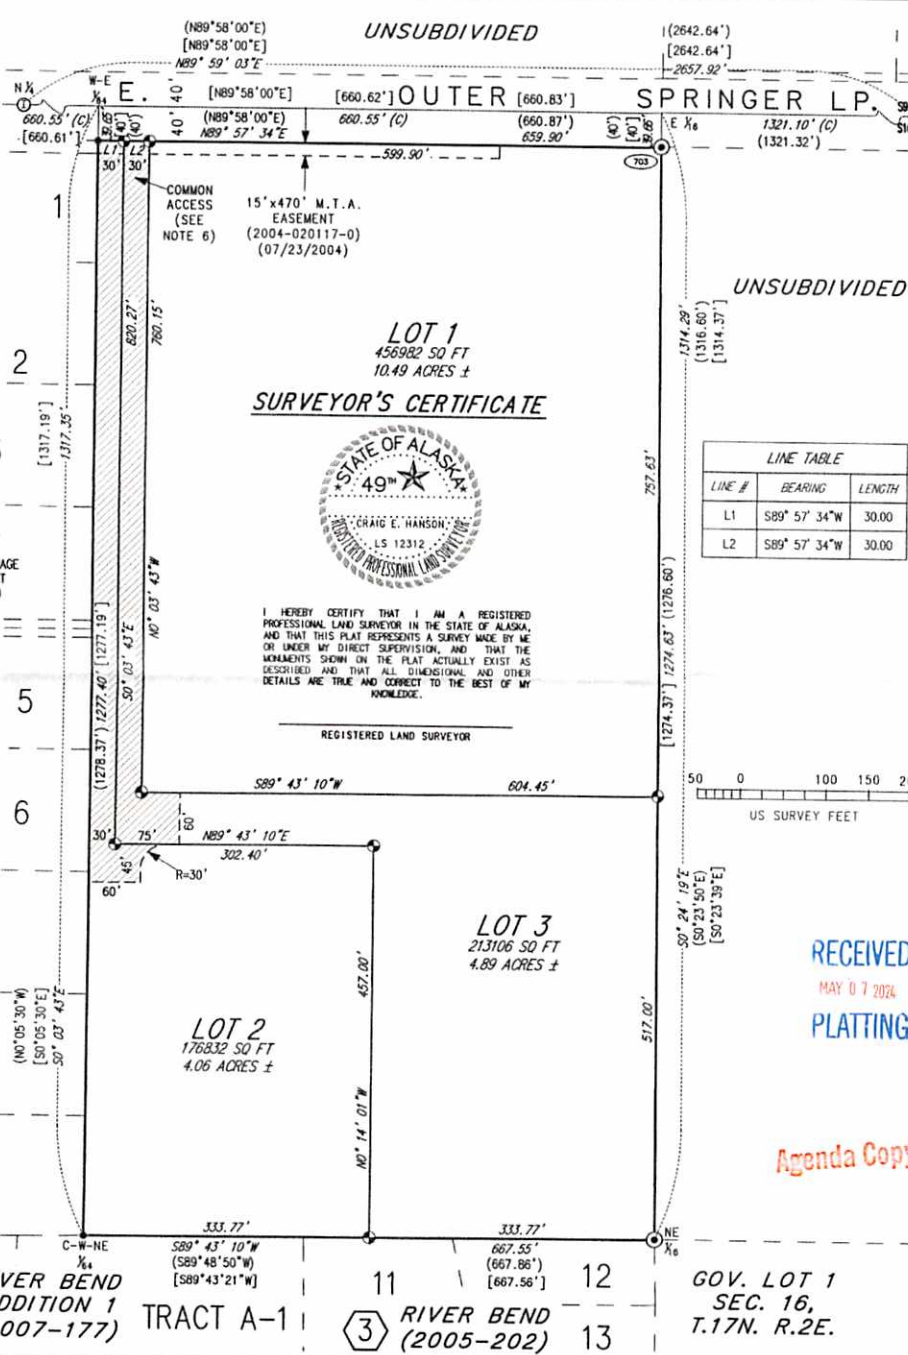 (N89°58'00"E)
[N89°58'00"E]
N89° 59' 03"E
UNSUBDIVIDED
(2642.64')
[2642.64']
2657.92'
N ¼
W-E
1/64
E. OUTER SPRINGER LP.
40'
40'
[N89°58'00"E]
(N89°58'00"E)
N89° 57' 34"E
[660.62']
660.55' (C)
[660.83']
(660.87')
659.90'
660.55' (C)
[660.61']
39.85'
[40']
(40')
(40')
[40']
39.85'
E 1/16
1321.10' (C)
(1321.32')
703
L1
30'
L2
30'
599.90'
COMMON
ACCESS
(SEE
NOTE 6)
15'x470' M.T.A.
EASEMENT
(2004-020117-0)
(07/23/2004)
1
2
5
6
UNSUBDIVIDED
820.27'
760.15'
1314.29'
(1316.60')
[1314.37']
LOT 1
456982 SQ FT
10.49 ACRES ±
SURVEYOR'S CERTIFICATE
STATE OF ALASKA
49TH
CRAIG E. HANSON
LS 12312
REGISTERED PROFESSIONAL LAND SURVEYOR
[1317.19']
1317.35'
757.63'
LINE TABLE
LINE # BEARING LENGTH
L1 S89° 57' 34"W 30.00
L2 S89° 57' 34"W 30.00
AGE
I HEREBY CERTIFY THAT I AM A REGISTERED
PROFESSIONAL LAND SURVEYOR IN THE STATE OF ALASKA,
AND THAT THIS PLAT REPRESENTS A SURVEY MADE BY ME
OR UNDER MY DIRECT SUPERVISION, AND THAT THE
MONUMENTS SHOWN ON THE PLAT ACTUALLY EXIST AS
DESCRIBED AND THAT ALL DIMENSIONAL AND OTHER
DETAILS ARE TRUE AND CORRECT TO THE BEST OF MY
KNOWLEDGE.
REGISTERED LAND SURVEYOR
(1278.37') 1277.40' [1277.19']
S0° 03' 43"E
N0° 03' 43"W
[1274.37'] 1274.63' (1276.60')
S89° 43' 10"W
604.45'
50 0 100 150
US SURVEY FEET
30'
75'
60'
N89° 43' 10"E
302.40'
45'
R=30'
60'
LOT 3
213106 SQ FT
4.89 ACRES ±
S0° 24' 19"E
(S0°23'50"E)
[S0°23'39"E]
RECEIVED
MAY 07 2024
PLATTING
457.00'
517.00'
(N0°05'30"W)
[S0°05'30"E]
S0° 03' 43"E
LOT 2
176832 SQ FT
4.06 ACRES ±
N0° 14' 01"W
Agenda Copy
333.77'
333.77'
C-W-NE
1/64
S89° 43' 10"W
(S89°48'50"W)
[S89°43'21"W]
667.55'
(667.86')
[667.56']
NE
1/16
VER BEND
DDITION 1
007-177)
TRACT A-1
11
12
13
3
RIVER BEND
(2005-202)
GOV. LOT 1
SEC. 16,
T.17N. R.2E.